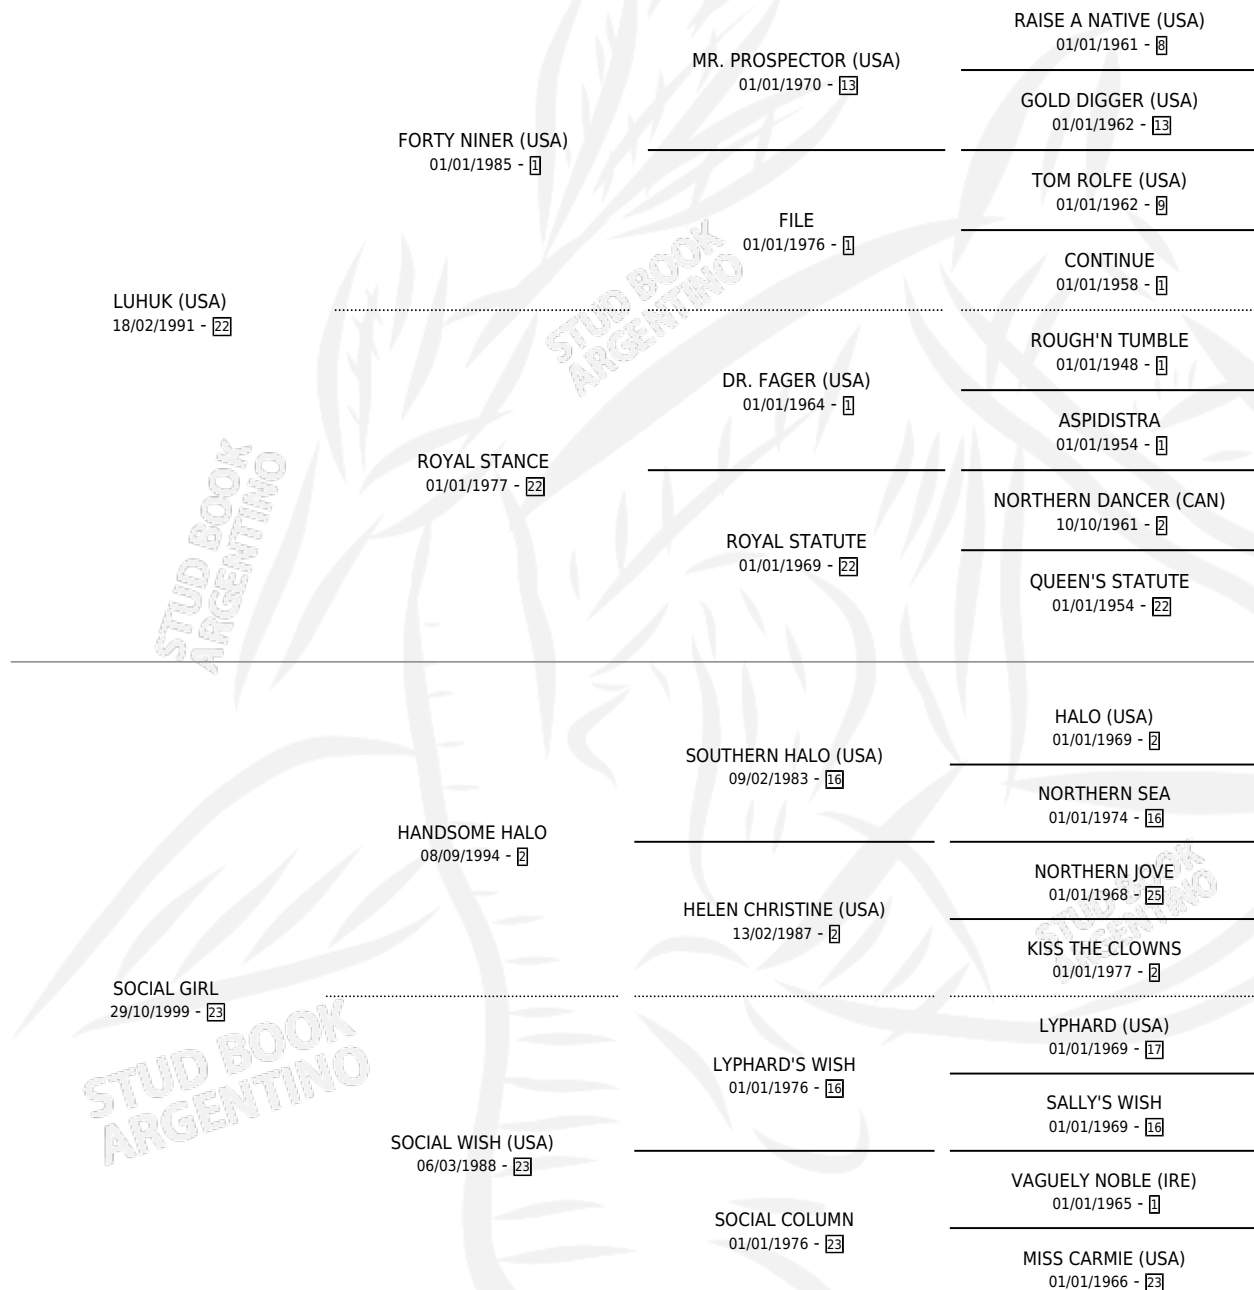 RAISE A NATIVE (USA)
01/01/1961 - 8
MR. PROSPECTOR (USA)
01/01/1970 - 13
GOLD DIGGER (USA)
01/01/1962 - 13
FORTY NINER (USA)
01/01/1985 - 1
TOM ROLFE (USA)
01/01/1962 - 9
FILE
01/01/1976 - 1
CONTINUE
01/01/1958 - 1
LUHUK (USA)
18/02/1991 - 22
ROUGH'N TUMBLE
01/01/1948 - 1
DR. FAGER (USA)
01/01/1964 - 1
ASPIDISTRA
01/01/1954 - 1
ROYAL STANCE
01/01/1977 - 22
NORTHERN DANCER (CAN)
10/10/1961 - 2
ROYAL STATUTE
01/01/1969 - 22
QUEEN'S STATUTE
01/01/1954 - 22
HALO (USA)
01/01/1969 - 2
SOUTHERN HALO (USA)
09/02/1983 - 16
NORTHERN SEA
01/01/1974 - 16
HANDSOME HALO
08/09/1994 - 2
NORTHERN JOVE
01/01/1968 - 25
HELEN CHRISTINE (USA)
13/02/1987 - 2
KISS THE CLOWNS
01/01/1977 - 2
SOCIAL GIRL
29/10/1999 - 23
LYPHARD (USA)
01/01/1969 - 17
LYPHARD'S WISH
01/01/1976 - 16
SALLY'S WISH
01/01/1969 - 16
SOCIAL WISH (USA)
06/03/1988 - 23
VAGUELY NOBLE (IRE)
01/01/1965 - 1
SOCIAL COLUMN
01/01/1976 - 23
MISS CARMIE (USA)
01/01/1966 - 23
STUD BOOK
ARGENTINO
STUD BOOK
ARGENTINO
STUD BOOK
ARGENTINO
STUD BOOK
ARGENTINO